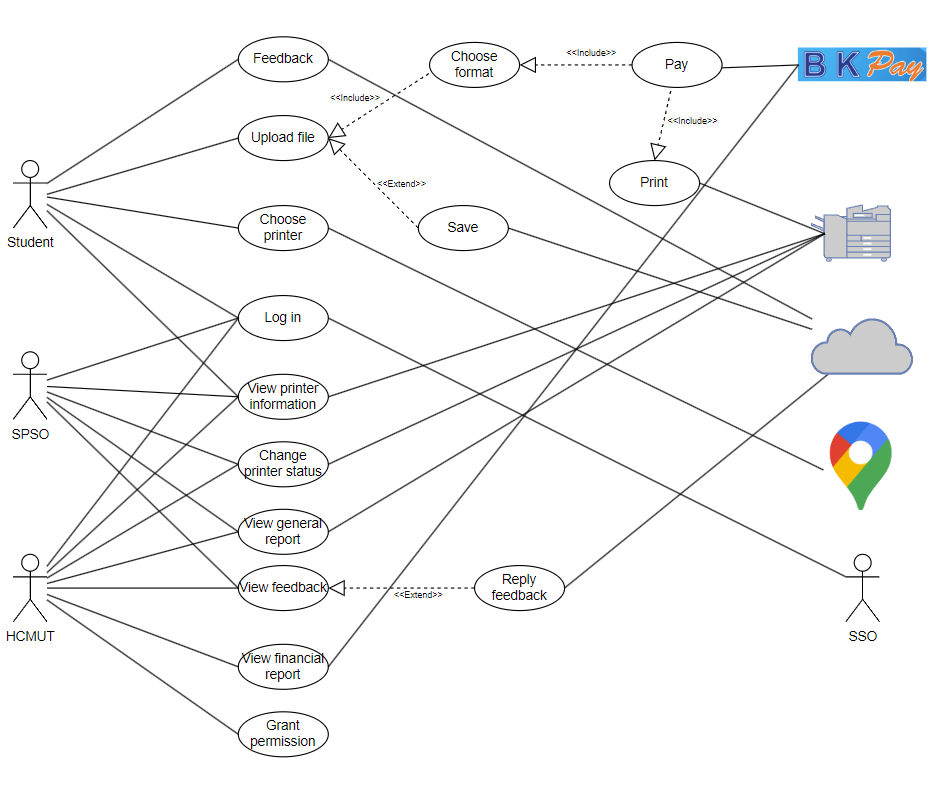 Feedback
Choose
format
<<Include>>
Pay
B K Pay
<<Include>>
Upload file
<<Include>>
<<Extend>>
Print
Student
Choose
printer
Save
Log in
SPSO
View printer
information
Change
printer status
View general
report
HCMUT
View feedback
<<Extend>>
Reply
feedback
SSO
View financial
report
Grant
permission